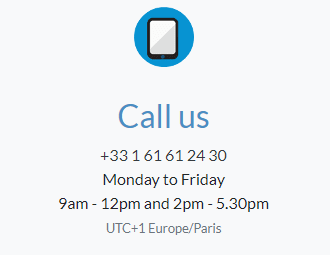 Call us
+33 1 61 61 24 30
Monday to Friday
9am - 12pm and 2pm - 5.30pm
UTC+1 Europe/Paris